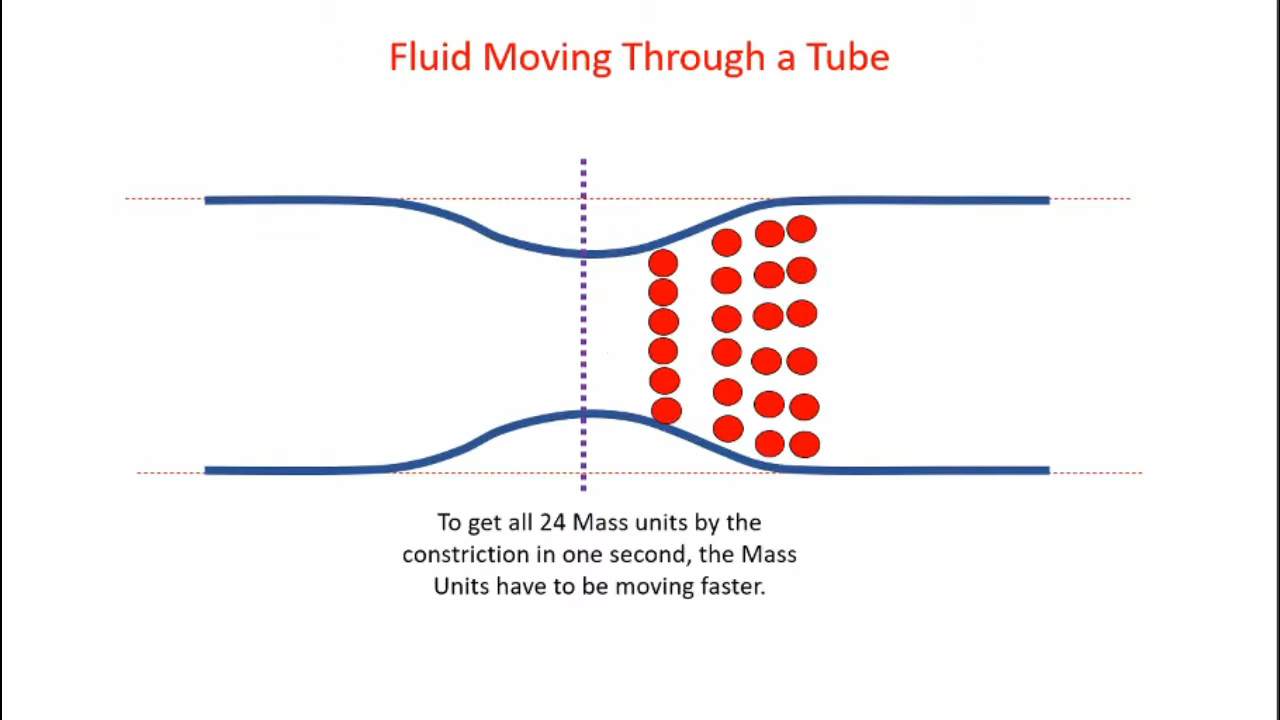 Fluid Moving Through a Tube
To get all 24 Mass units by the
constriction in one second, the Mass
Units have to be moving faster.